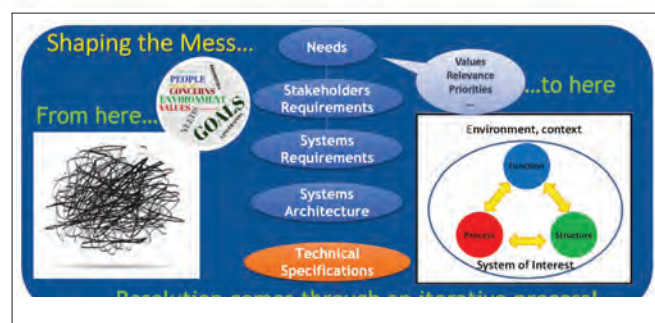 Shaping the Mess...
From here...
PEOPLE
CONCERNS
ENVIRONMENT
VALUES
NEEDS
GOALS
Needs
Stakeholders
Requirements
Systems
Requirements
Systems
Architecture
Technical
Specifications
Values
Relevance
Priorities
...
...to here
Environment, context
Function
Process
Structure
System of Interest